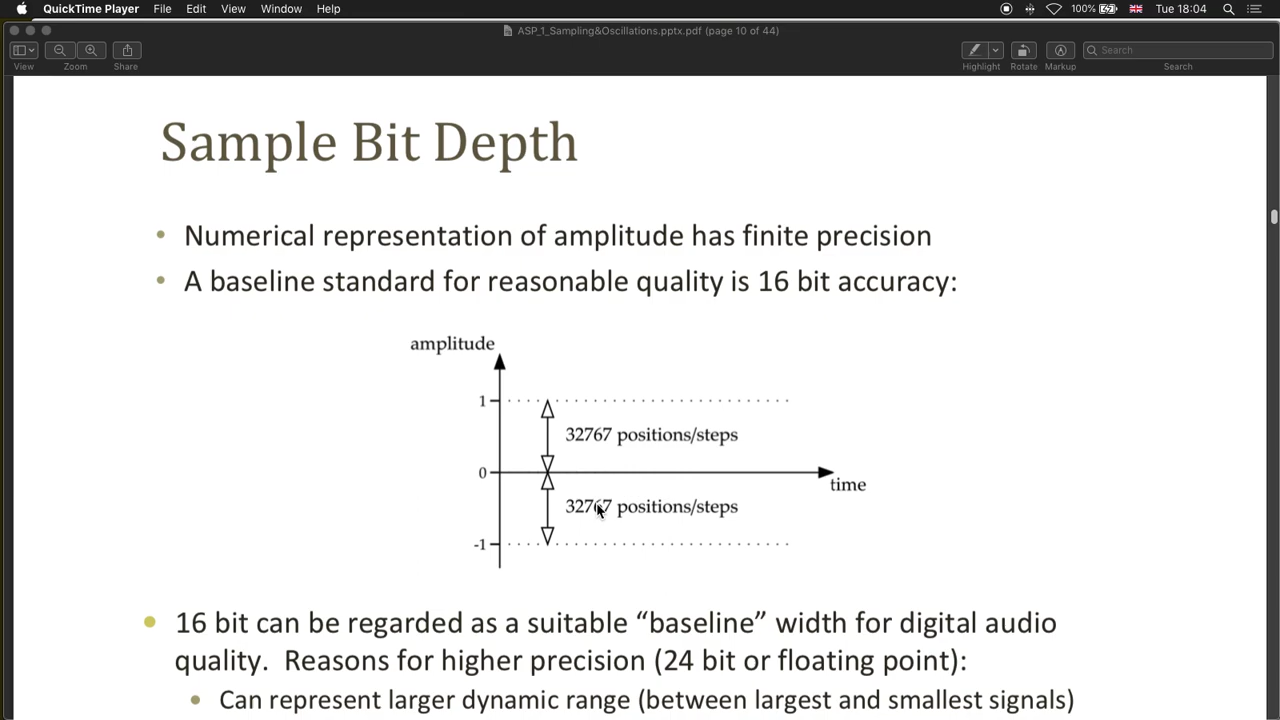 QuickTime Player File Edit View Window Help 100% Tue 18:04
ASP_1_Sampling&Oscillations.pptx.pdf (page 10 of 44)
View Zoom Share Highlight Rotate Markup Search
Search
Sample Bit Depth
• Numerical representation of amplitude has finite precision
• A baseline standard for reasonable quality is 16 bit accuracy:
amplitude
1
32767 positions/steps
0
time
32767 positions/steps
-1
• 16 bit can be regarded as a suitable “baseline” width for digital audio
quality. Reasons for higher precision (24 bit or floating point):
• Can represent larger dynamic range (between largest and smallest signals)